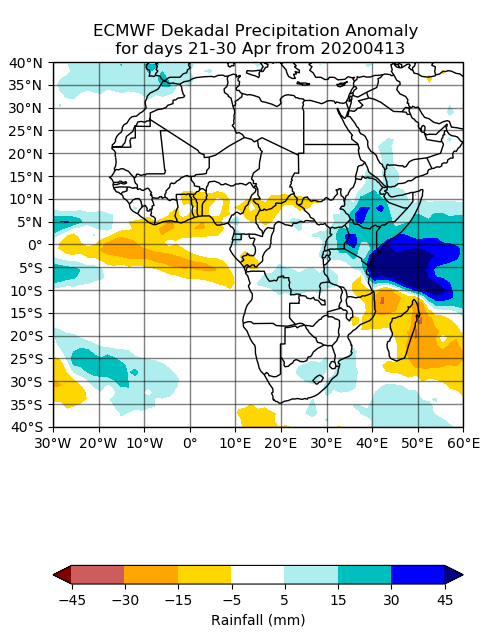 ECMWF Dekadal Precipitation Anomaly
for days 21-30 Apr from 20200413
40°N
35°N
30°N
25°N
20°N
15°N
10°N
5°N
0°
5°S
10°S
15°S
20°S
25°S
30°S
35°S
40°S
30°W 20°W 10°W 0° 10°E 20°E 30°E 40°E 50°E 60°E
−45 −30 −15 −5 5 15 30 45
Rainfall (mm)